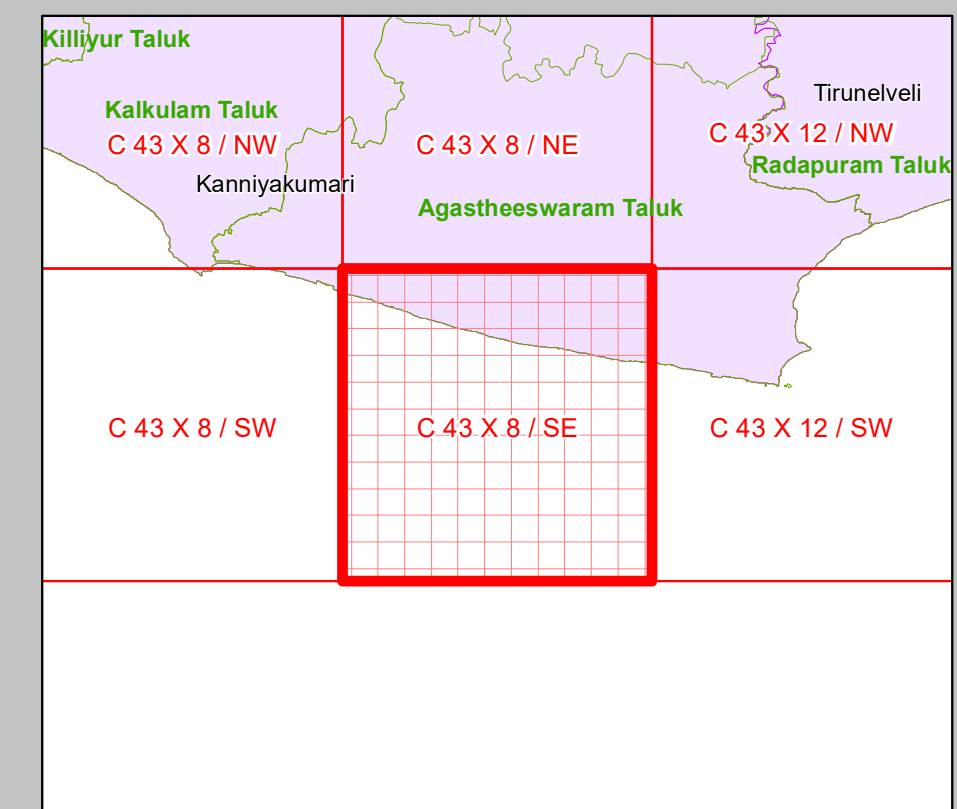 Killiyur Taluk
Tirunelveli
Kalkulam Taluk
C 43 X 8 / NW
C 43 X 8 / NE
C 43 X 12 / NW
Radapuram Taluk
Kanniyakumari
Agastheeswaram Taluk
C 43 X 8 / SW
C 43 X 8 / SE
C 43 X 12 / SW